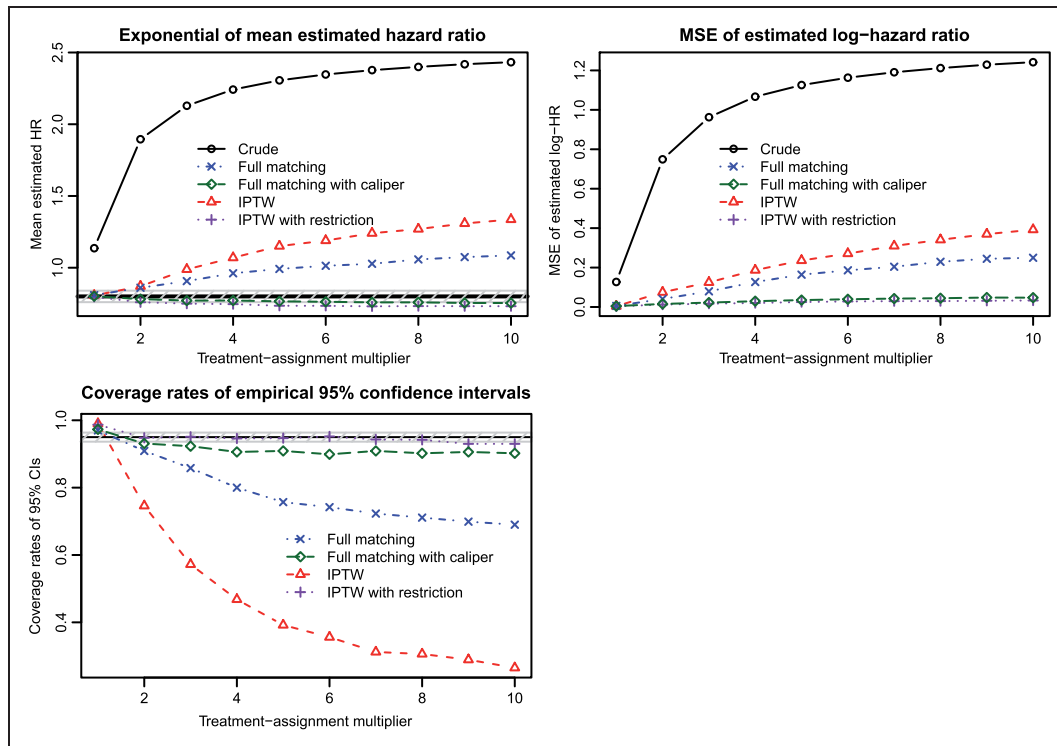 Exponential of mean estimated hazard ratio
Mean estimated HR
2.5
2.0
1.5
1.0
Crude
Full matching
Full matching with caliper
IPTW
IPTW with restriction
2 4 6 8 10
Treatment−assignment multiplier
MSE of estimated log−hazard ratio
MSE of estimated log−HR
1.2
1.0
0.8
0.6
0.4
0.2
0.0
Crude
Full matching
Full matching with caliper
IPTW
IPTW with restriction
2 4 6 8 10
Treatment−assignment multiplier
Coverage rates of empirical 95% confidence intervals
Coverage rates of 95% CIs
1.0
0.8
0.6
0.4
Full matching
Full matching with caliper
IPTW
IPTW with restriction
2 4 6 8 10
Treatment−assignment multiplier